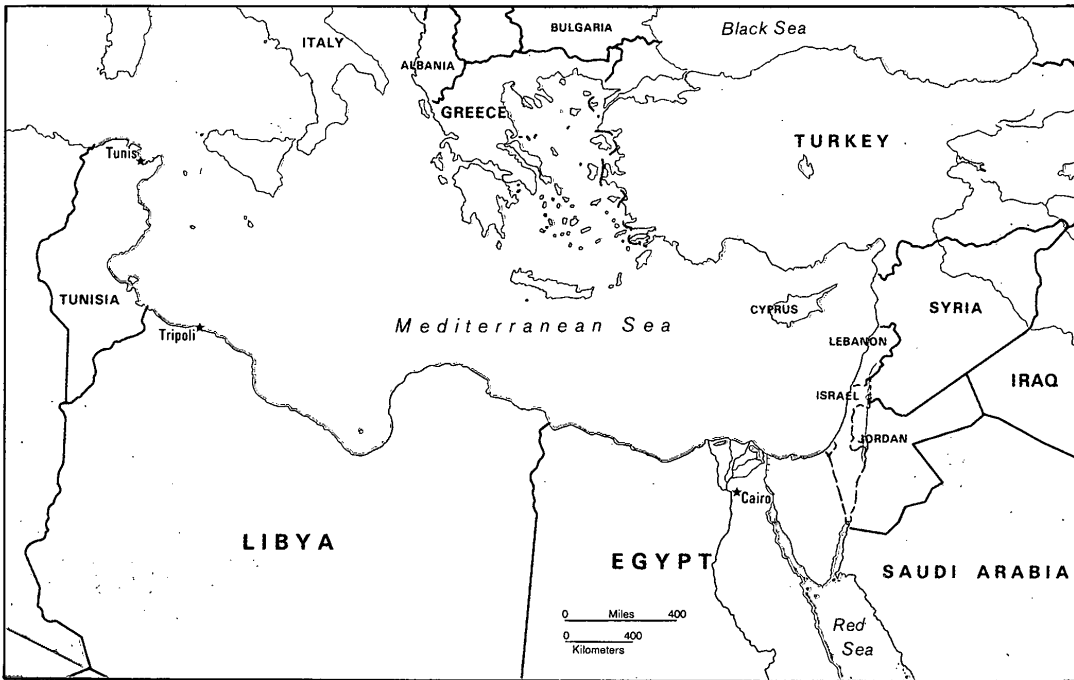 BULGARIA
Black Sea
ITALY
ALBANIA
GREECE
TURKEY
Tunis
TUNISIA
CYPRUS
SYRIA
Tripoli
Mediterranean Sea
LEBANON
IRAQ
ISRAEL
JORDAN
Cairo
LIBYA
EGYPT
SAUDI ARABIA
0 Miles 400
0 400
Kilometers
Red
Sea